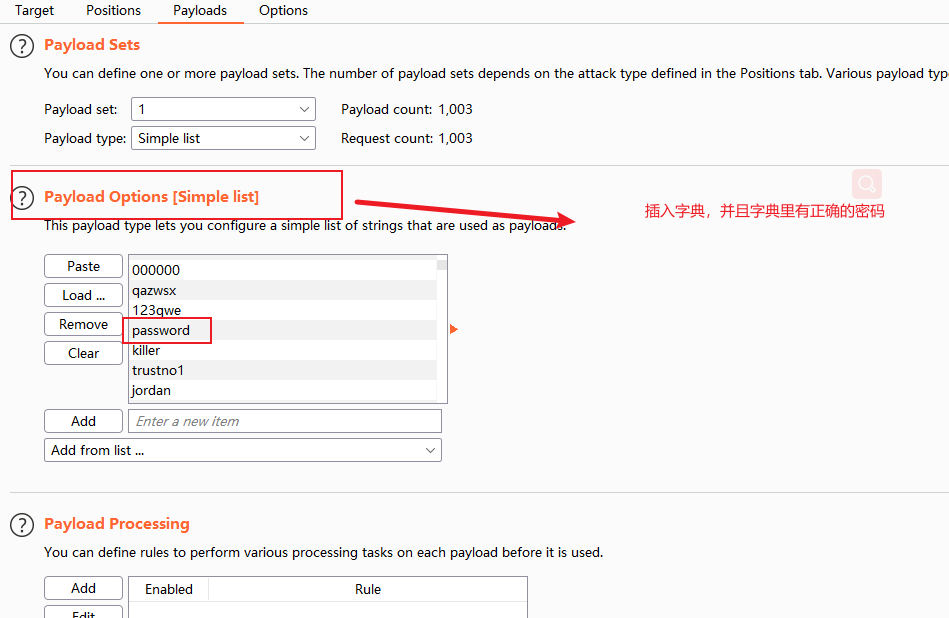 Target Positions Payloads Options
Payload Sets
You can define one or more payload sets. The number of payload sets depends on the attack type defined in the Positions tab. Various payload typ
Payload set: 1 Payload count: 1,003
Payload type: Simple list Request count: 1,003
Payload Options [Simple list]
插入字典，并且字典里有正确的密码
This payload type lets you configure a simple list of strings that are used as payloads.
Paste
Load ...
Remove
Clear
000000
qazwsx
123qwe
password
killer
trustno1
jordan
Add Enter a new item
Add from list ...
Payload Processing
You can define rules to perform various processing tasks on each payload before it is used.
Add Enabled Rule
Edit